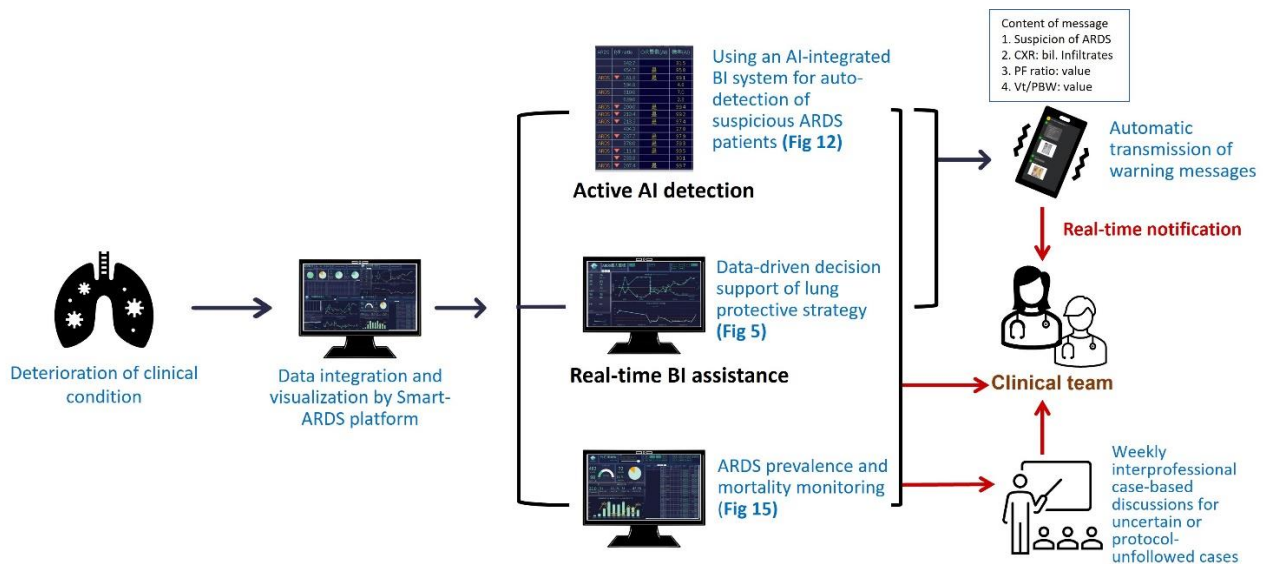 Content of message
1. Suspicion of ARDS
2. CXR: bil. Infiltrates
3. PF ratio: value
4. Vt/PBW: value
Using an AI-integrated
BI system for auto-
detection of
suspicious ARDS
patients (Fig 12)
Active AI detection
Automatic
transmission of
warning messages
Real-time notification
Deterioration of clinical
condition
Data integration and
visualization by Smart-
ARDS platform
Data-driven decision
support of lung
protective strategy
(Fig 5)
Real-time BI assistance
Clinical team
ARDS prevalence and
mortality monitoring
(Fig 15)
Weekly
interprofessional
case-based
discussions for
uncertain or
protocol-
unfollowed cases